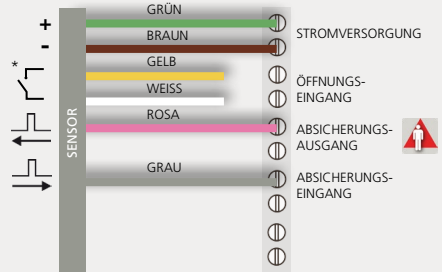 GRÜN
+
STROMVERSORGUNG
BRAUN
-
GELB
*
ÖFFNUNGS-
EINGANG
WEISS
ROSA
ABSICHERUNGS-
AUSGANG
SENSOR
GRAU
ABSICHERUNGS-
EINGANG